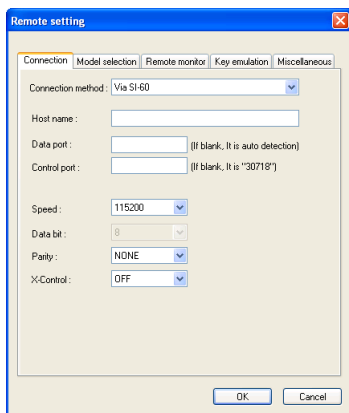 Remote setting
Connection Model selection Remote monitor Key emulation Miscellaneous
Connection method : Via SI-60
Host name :
Data port : (If blank, It is auto detection)
Control port : (If blank, It is "30718")
Speed : 115200
Data bit : 8
Parity : NONE
X-Control : OFF
OK Cancel